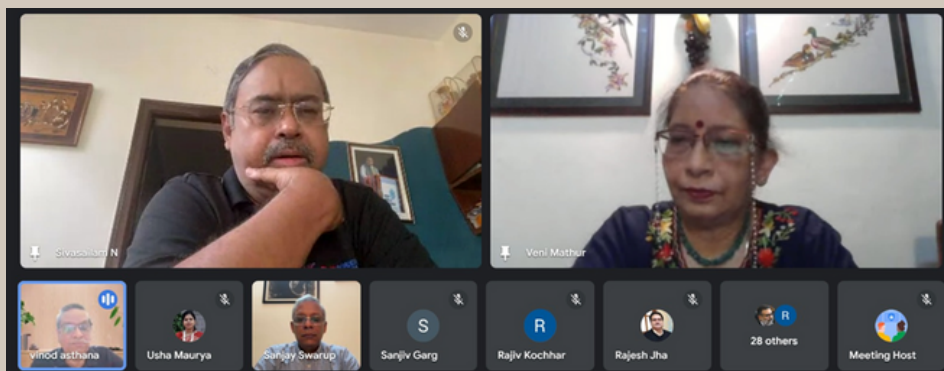 Sivasailam N
Veni Mathur
vinod asthana
Usha Maurya
Sanjay Swarup
S
Sanjiv Garg
R
Rajiv Kochhar
Rajesh Jha
R
28 others
Meeting Host